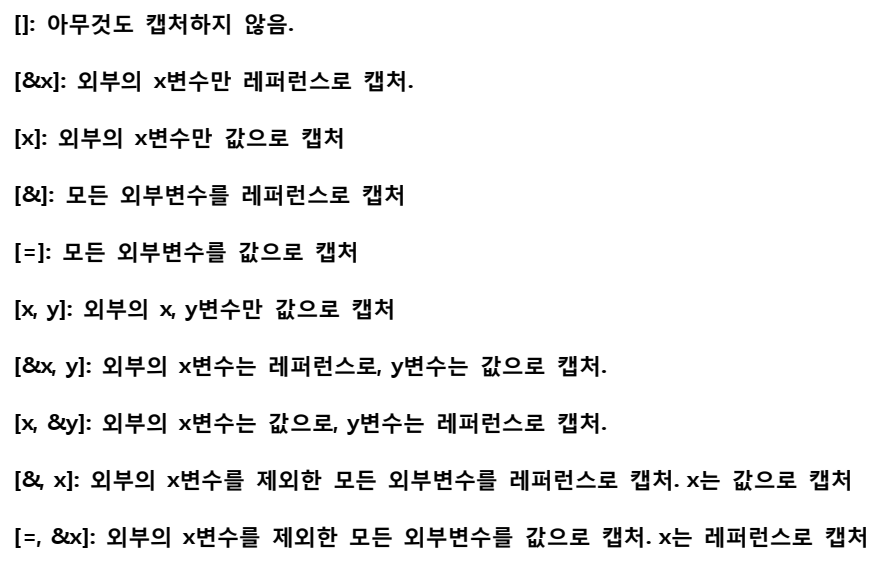 []: 아무것도 캡처하지 않음.
[&x]: 외부의 x변수만 레퍼런스로 캡처.
[x]: 외부의 x변수만 값으로 캡처
[&]: 모든 외부변수를 레퍼런스로 캡처
[=]: 모든 외부변수를 값으로 캡처
[x, y]: 외부의 x, y변수만 값으로 캡처
[&x, y]: 외부의 x변수는 레퍼런스로, y변수는 값으로 캡처.
[x, &y]: 외부의 x변수는 값으로, y변수는 레퍼런스로 캡처.
[&, x]: 외부의 x변수를 제외한 모든 외부변수를 레퍼런스로 캡처. x는 값으로 캡처
[=, &x]: 외부의 x변수를 제외한 모든 외부변수를 값으로 캡처. x는 레퍼런스로 캡처